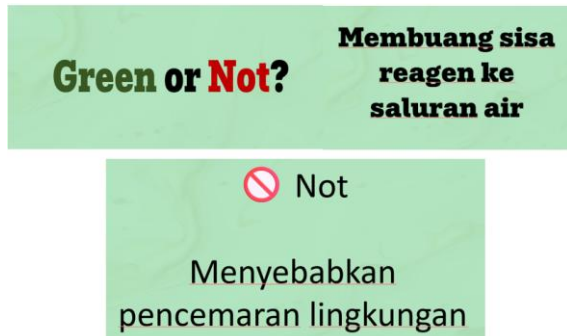 Green or Not?
Membuang sisa
reagen ke
saluran air
🚫 Not
Menyebabkan
pencemaran lingkungan